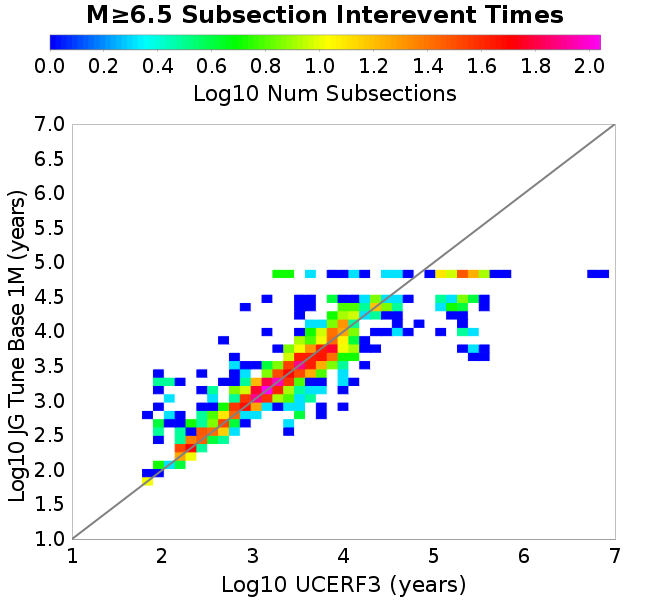 M≥6.5 Subsection Interevent Times
0.0 0.2 0.4 0.6 0.8 1.0 1.2 1.4 1.6 1.8 2.0
Log10 Num Subsections
7.0
6.5
6.0
5.5
5.0
4.5
4.0
3.5
3.0
2.5
2.0
1.5
1.0
Log10 JG Tune Base 1M (years)
1 2 3 4 5 6 7
Log10 UCERF3 (years)